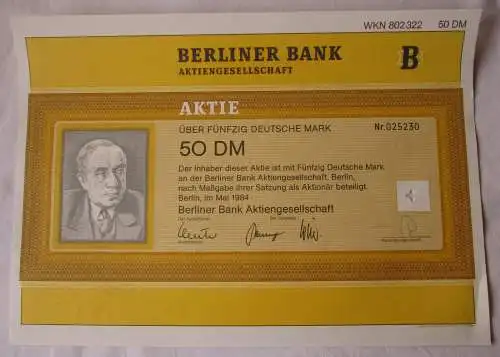 WKN 802322 50 DM
BERLINER BANK
AKTIENGESELLSCHAFT
B
AKTIE
ÜBER FÜNFZIG DEUTSCHE MARK
Nr.025230
50 DM
Der Inhaber dieser Aktie ist mit Fünfzig Deutsche Mark
an der Berliner Bank Aktiengesellschaft, Berlin,
nach Maßgabe ihrer Satzung als Aktionär beteiligt.
Berlin, im Mai 1984
Berliner Bank Aktiengesellschaft